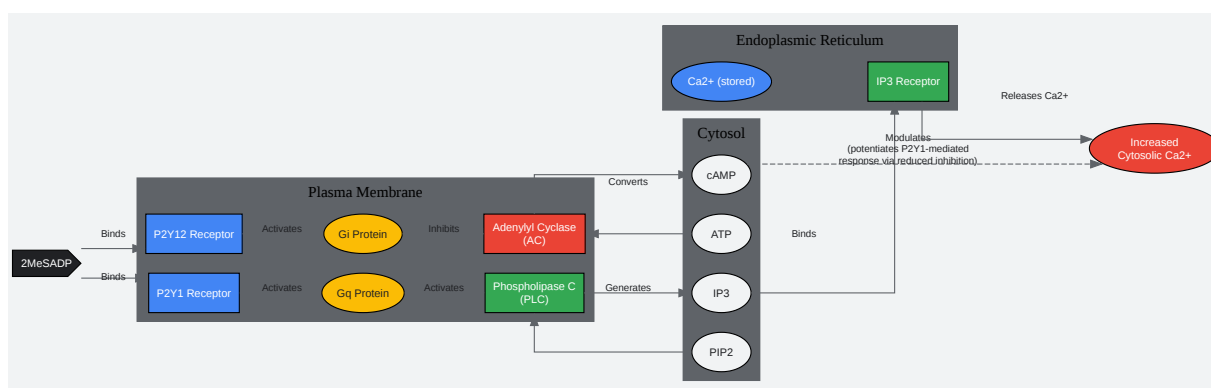 Endoplasmic Reticulum
Ca2+ (stored)
IP3 Receptor
Releases Ca2+
Cytosol
Modulates
(potentiates P2Y1-mediated
response via reduced inhibition)
Increased
Cytosolic Ca2+
cAMP
Converts
Plasma Membrane
Binds
P2Y12 Receptor
Activates
Gi Protein
Inhibits
Adenylyl Cyclase
(AC)
ATP
Binds
2MeSADP
Binds
P2Y1 Receptor
Activates
Gq Protein
Activates
Phospholipase C
(PLC)
Generates
IP3
PIP2